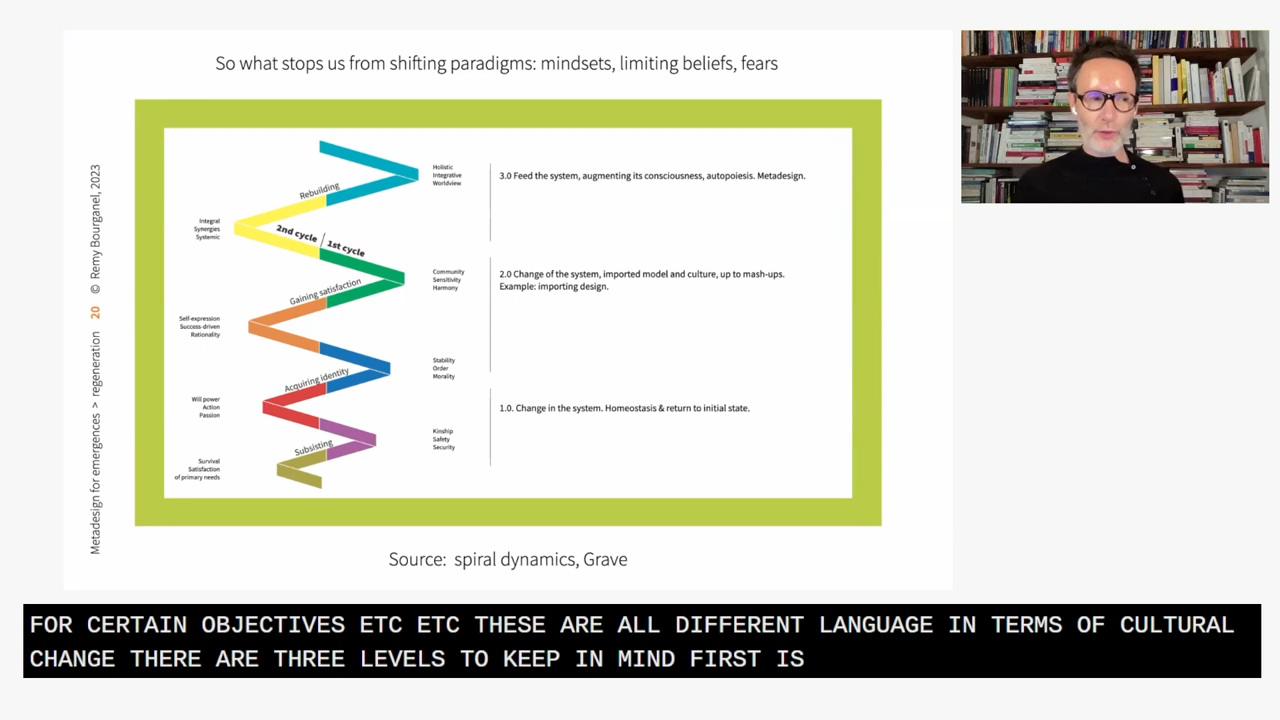 So what stops us from shifting paradigms: mindsets, limiting beliefs, fears
Metadesign for emergences > regeneration 20 © Remy Bourganel, 2023
Holistic
Integrative
Worldview
3.0 Feed the system, augmenting its consciousness, autopoiesis. Metadesign.
Rebuilding
Integral
Synergies
Systemic
2nd cycle / 1st cycle
Community
Sensitivity
Harmony
2.0 Change of the system, imported model and culture, up to mash-ups.
Example: importing design.
Gaining satisfaction
Self-expression
Success-driven
Rationality
Stability
Order
Morality
Acquiring identity
Will power
Action
Passion
1.0. Change in the system. Homeostasis & return to initial state.
Kinship
Safety
Security
Subsisting
Survival
Satisfaction
of primary needs
Source: spiral dynamics, Grave
FOR CERTAIN OBJECTIVES ETC ETC THESE ARE ALL DIFFERENT LANGUAGE IN TERMS OF CULTURAL
CHANGE THERE ARE THREE LEVELS TO KEEP IN MIND FIRST IS